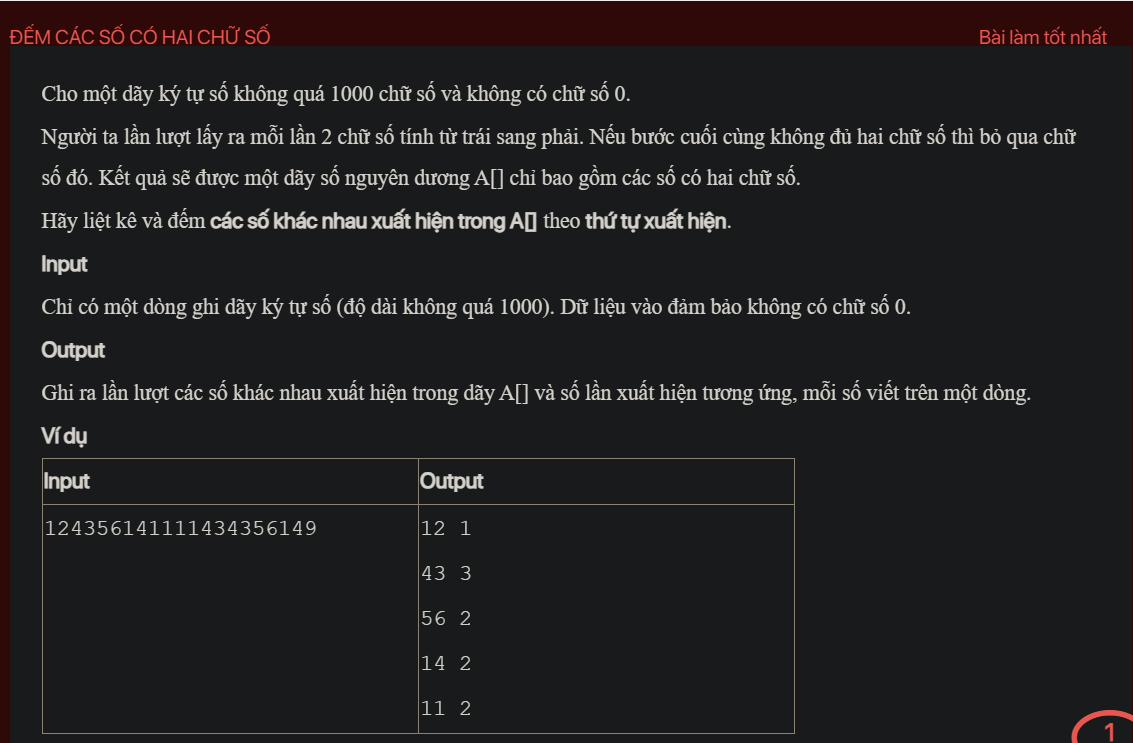 ĐẾM CÁC SỐ CÓ HAI CHỮ SỐ
Bài làm tốt nhất
Cho một dãy ký tự số không quá 1000 chữ số và không có chữ số 0.
Người ta lần lượt lấy ra mỗi lần 2 chữ số tính từ trái sang phải. Nếu bước cuối cùng không đủ hai chữ số thì bỏ qua chữ
số đó. Kết quả sẽ được một dãy số nguyên dương A[] chỉ bao gồm các số có hai chữ số.
Hãy liệt kê và đếm các số khác nhau xuất hiện trong A[] theo thứ tự xuất hiện.
Input
Chỉ có một dòng ghi dãy ký tự số (độ dài không quá 1000). Dữ liệu vào đảm bảo không có chữ số 0.
Output
Ghi ra lần lượt các số khác nhau xuất hiện trong dãy A[] và số lần xuất hiện tương ứng, mỗi số viết trên một dòng.
Ví dụ
Input Output
124356141111434356149 12 1
43 3
56 2
14 2
11 2
1